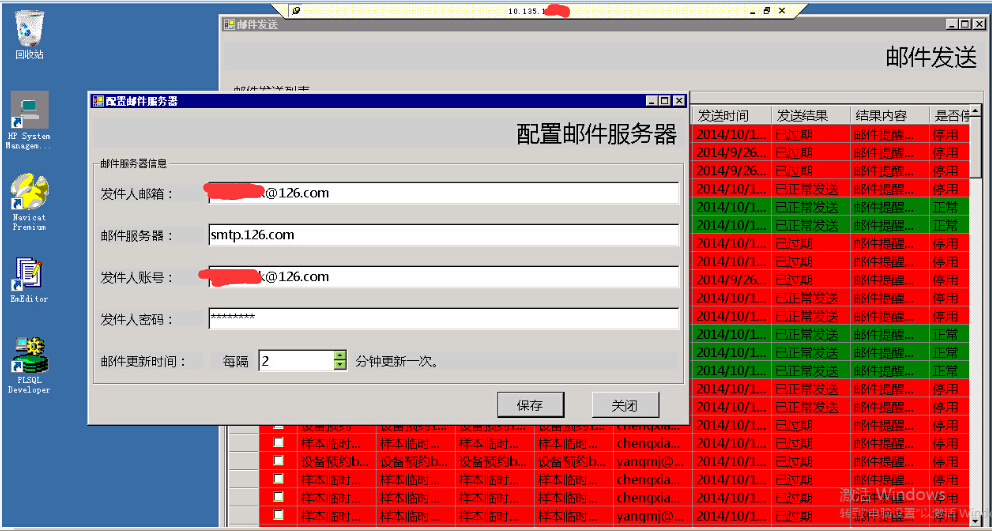 10.135.1
回收站
HP System
Managem...
Navicat
Premium
EmEditor
PLSQL
Developer
邮件发送
邮件发送
邮件发送列表
配置邮件服务器
配置邮件服务器
邮件服务器信息
发件人邮箱： k@126.com
邮件服务器： smtp.126.com
发件人账号： @126.com
发件人密码： ********
邮件更新时间： 每隔 2 分钟更新一次。
保存 关闭
发送时间 发送结果 结果内容 是否停
2014/10/1... 已过期 邮件提醒... 停用
2014/9/26... 已过期 邮件提醒... 停用
2014/9/26... 已过期 邮件提醒... 停用
2014/10/1... 已正常发送 邮件提醒... 停用
2014/10/1... 已正常发送 邮件提醒... 正常
2014/10/1... 已正常发送 邮件提醒... 正常
2014/10/1... 已过期 邮件提醒... 停用
2014/10/1... 已过期 邮件提醒... 停用
2014/9/26... 已过期 邮件提醒... 停用
2014/10/1... 已正常发送 邮件提醒... 停用
2014/10/1... 已过期 邮件提醒... 停用
2014/10/1... 已正常发送 邮件提醒... 正常
2014/10/1... 已正常发送 邮件提醒... 正常
2014/10/1... 已正常发送 邮件提醒... 正常
2014/10/1... 已正常发送 邮件提醒... 停用
2014/10/1... 已正常发送 邮件提醒... 停用
设备预约... 设备预约... 设备预约... 设备预约... chengxia... 2014/10/1... 已过期 邮件提醒... 停用
样本临时... 样本临时... 样本临时... 样本临时... chengxia... 2014/10/1... 已过期 邮件提醒... 停用
设备预约b... 设备预约b... 设备预约b... 设备预约b... yangmj@... 2014/10/1... 已过期 邮件提醒... 停用
样本临时... 样本临时... 样本临时... 样本临时... chengxia... 2014/10/1... 已过期 邮件提醒... 停用
样本临时... 样本临时... 样本临时... 样本临时... chengxia... 2014/10/1... 已过期 邮件提醒... 停用
样本临时... 样本临时... 样本临时... 样本临时... yangmj@... 2014/10/1... 已过期 邮件提醒... 停用
激活 Windows
转到"电脑设置"以激活 Win